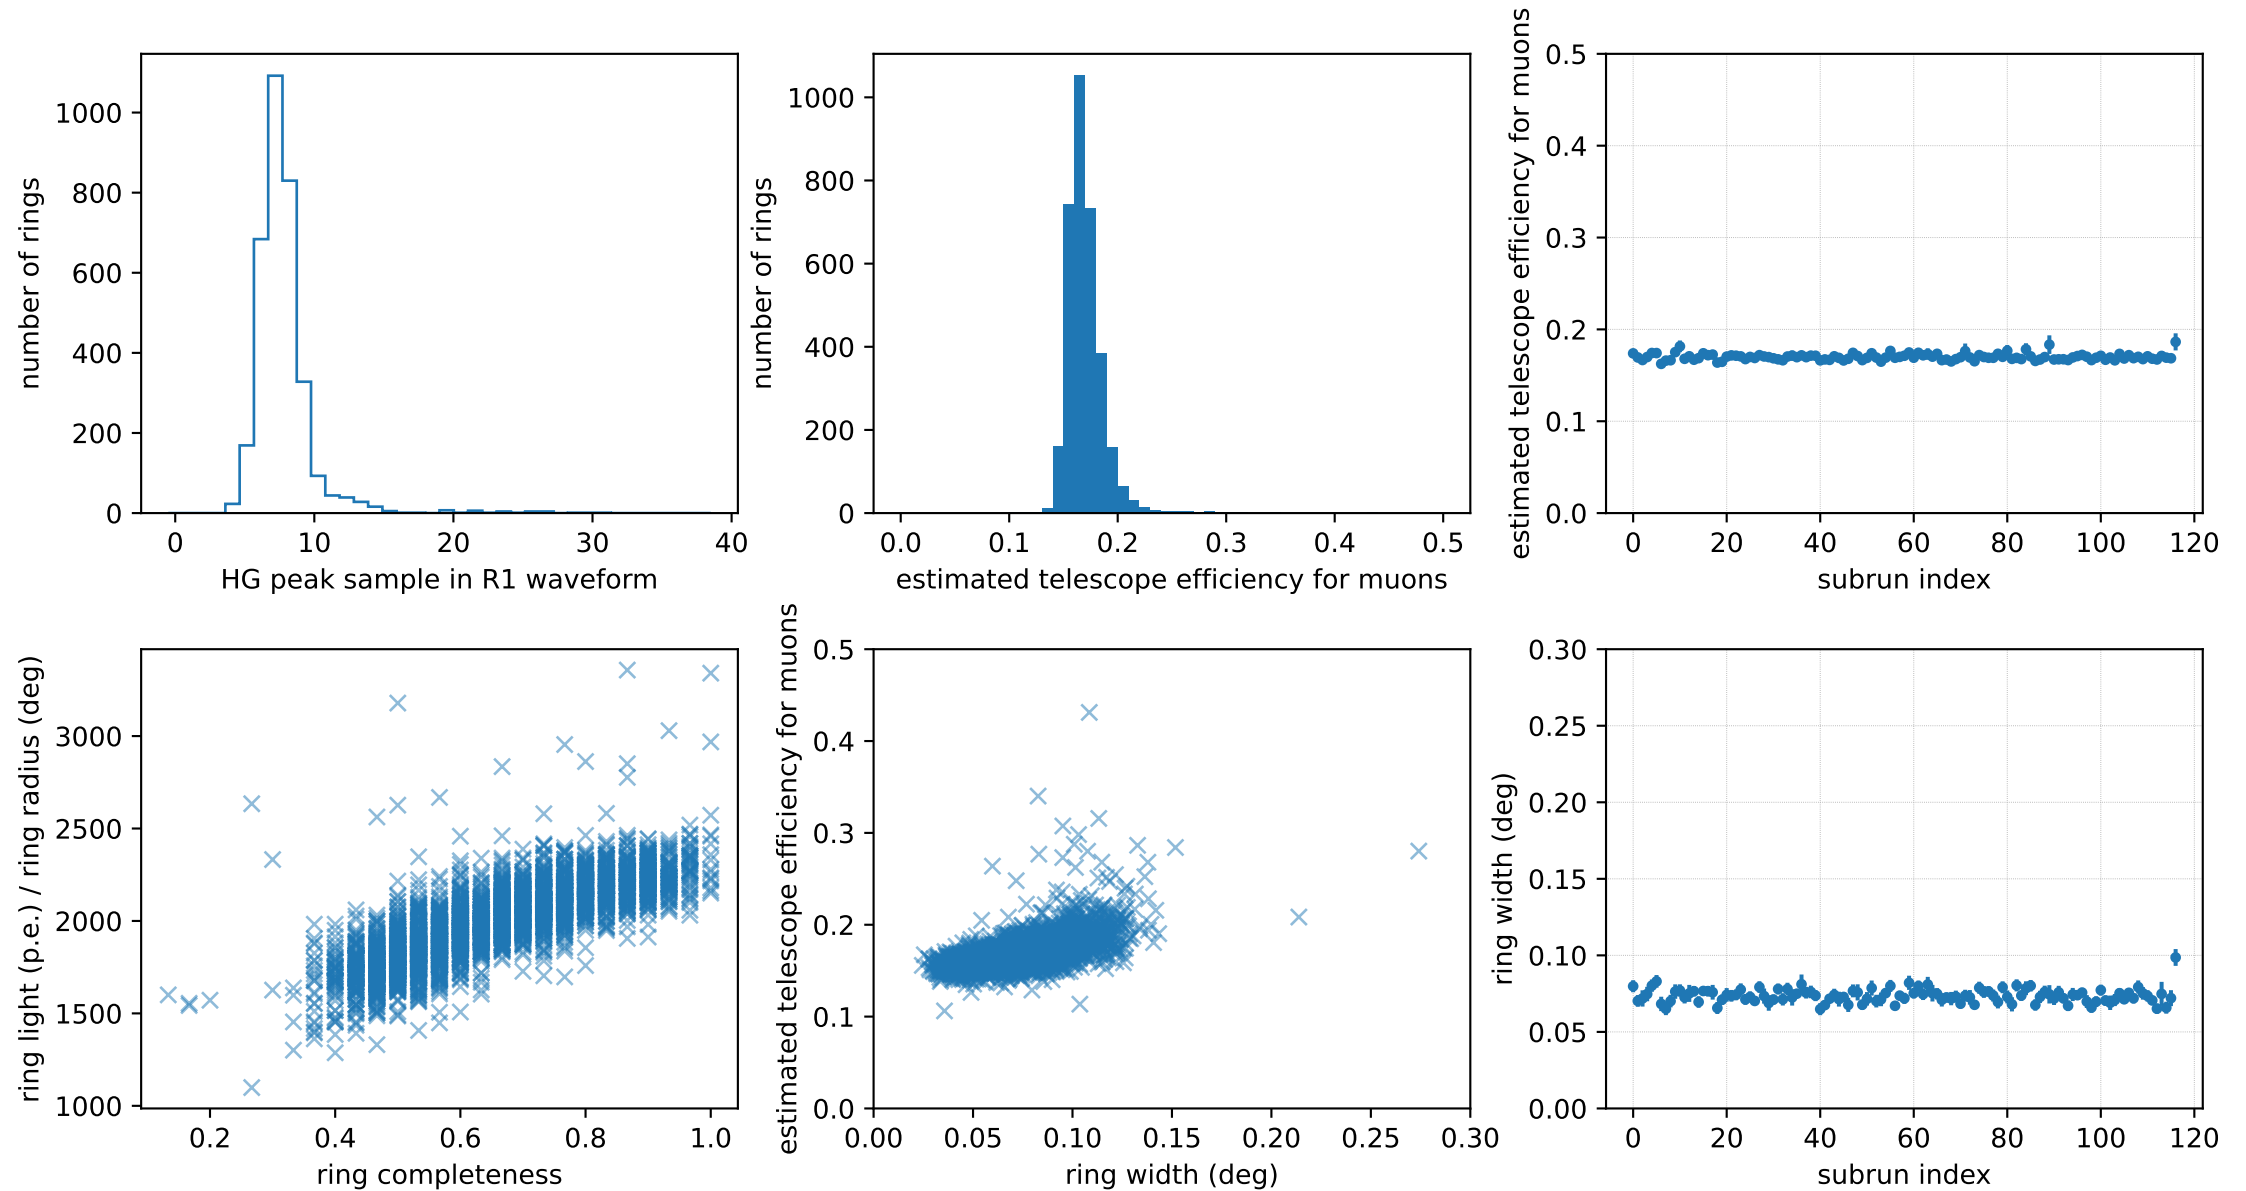 number of rings
1000
800
600
400
200
0
0 10 20 30 40
HG peak sample in R1 waveform
number of rings
1000
800
600
400
200
0
0.0 0.1 0.2 0.3 0.4 0.5
estimated telescope efficiency for muons
estimated telescope efficiency for muons
0.5
0.4
0.3
0.2
0.1
0.0
0 20 40 60 80 100 120
subrun index
ring light (p.e.) / ring radius (deg)
3000
2500
2000
1500
1000
0.2 0.4 0.6 0.8 1.0
ring completeness
estimated telescope efficiency for muons
0.5
0.4
0.3
0.2
0.1
0.0
0.00 0.05 0.10 0.15 0.20 0.25 0.30
ring width (deg)
ring width (deg)
0.30
0.25
0.20
0.15
0.10
0.05
0.00
0 20 40 60 80 100 120
subrun index